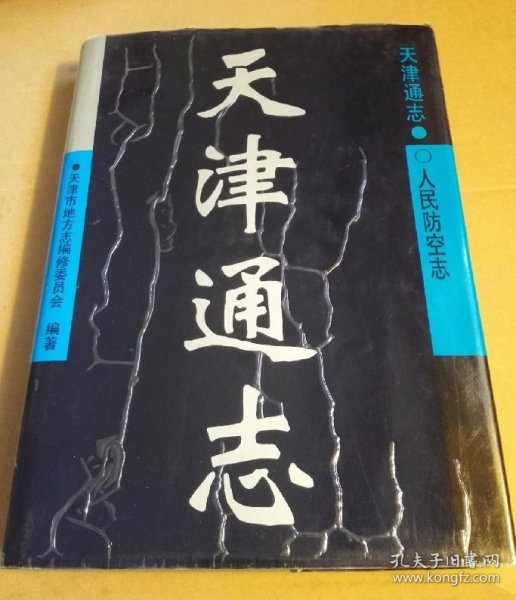 天津通志
天津通志●
○人民防空志
●天津市地方志编修委员会 编著
孔夫子旧书网
www.kongfz.com